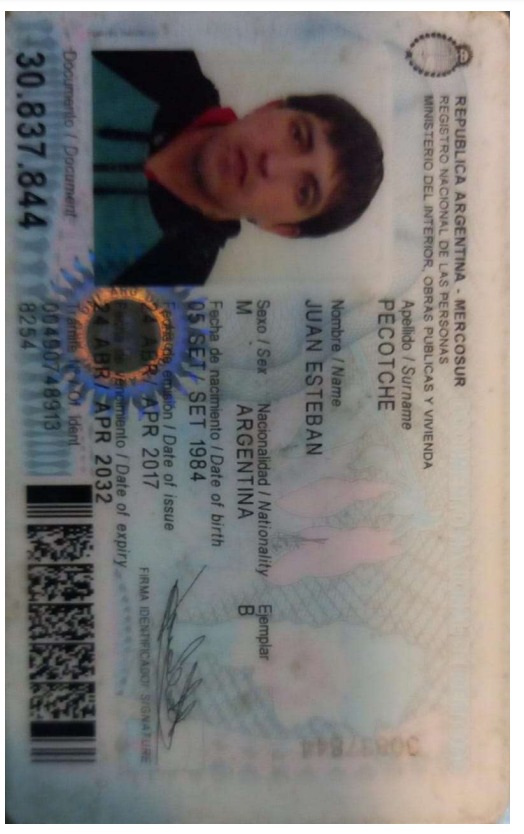 REPUBLICA ARGENTINA - MERCOSUR
REGISTRO NACIONAL DE LAS PERSONAS
MINISTERIO DEL INTERIOR, OBRAS PUBLICAS Y VIVIENDA
Apellido / Surname
PECOTCHE
Nombre / Name
JUAN ESTEBAN
Sexo / Sex Nacionalidad / Nationality Ejemplar
M ARGENTINA B
Fecha de nacimiento / Date of birth
05 SET/ SET 1984
Fecha de emisión / Date of issue
24 ABR/ APR 2017
Fecha de vencimiento / Date of expiry
24 ABR/ APR 2032
FIRMA IDENTIFICADO/ SIGNATURE
Documento / Document
30.837.844
ident.
00490748913
8254
30837844